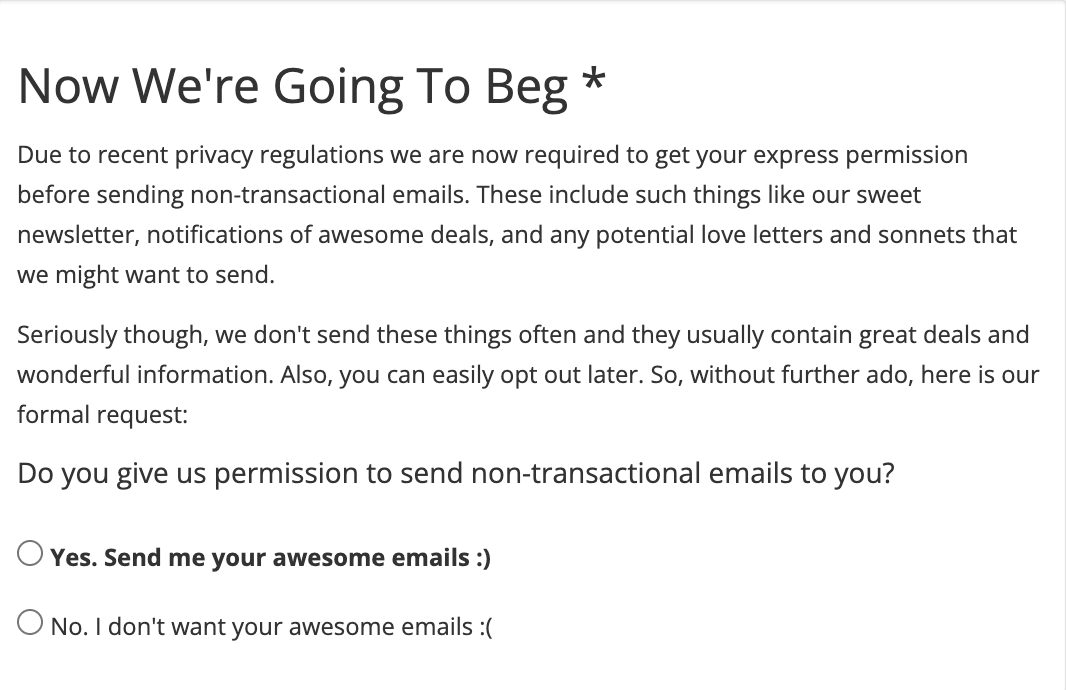 Now We're Going To Beg *
Due to recent privacy regulations we are now required to get your express permission
before sending non-transactional emails. These include such things like our sweet
newsletter, notifications of awesome deals, and any potential love letters and sonnets that
we might want to send.
Seriously though, we don't send these things often and they usually contain great deals and
wonderful information. Also, you can easily opt out later. So, without further ado, here is our
formal request:
Do you give us permission to send non-transactional emails to you?
Yes. Send me your awesome emails :)
No. I don't want your awesome emails :(